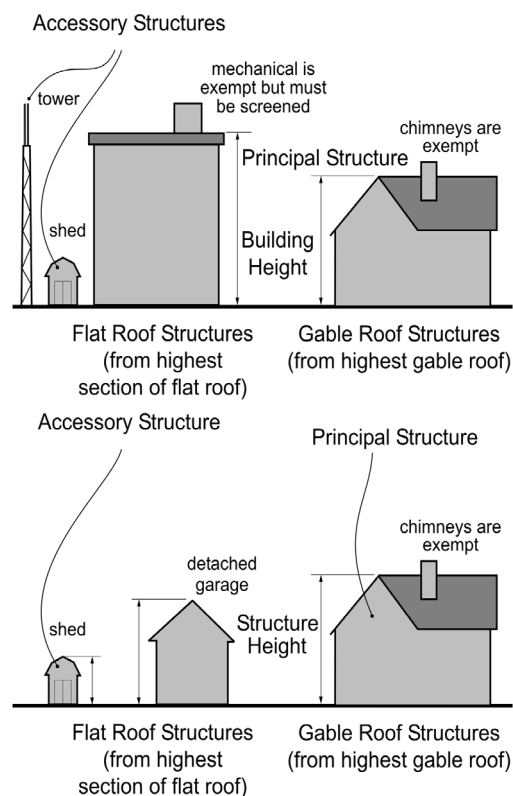 Accessory Structures
tower
mechanical is
exempt but must
be screened
Principal Structure
chimneys are
exempt
shed
Building
Height
Flat Roof Structures
(from highest
section of flat roof)
Gable Roof Structures
(from highest gable roof)
Accessory Structure
Principal Structure
chimneys are
exempt
detached
garage
shed
Structure
Height
Flat Roof Structures
(from highest
section of flat roof)
Gable Roof Structures
(from highest gable roof)